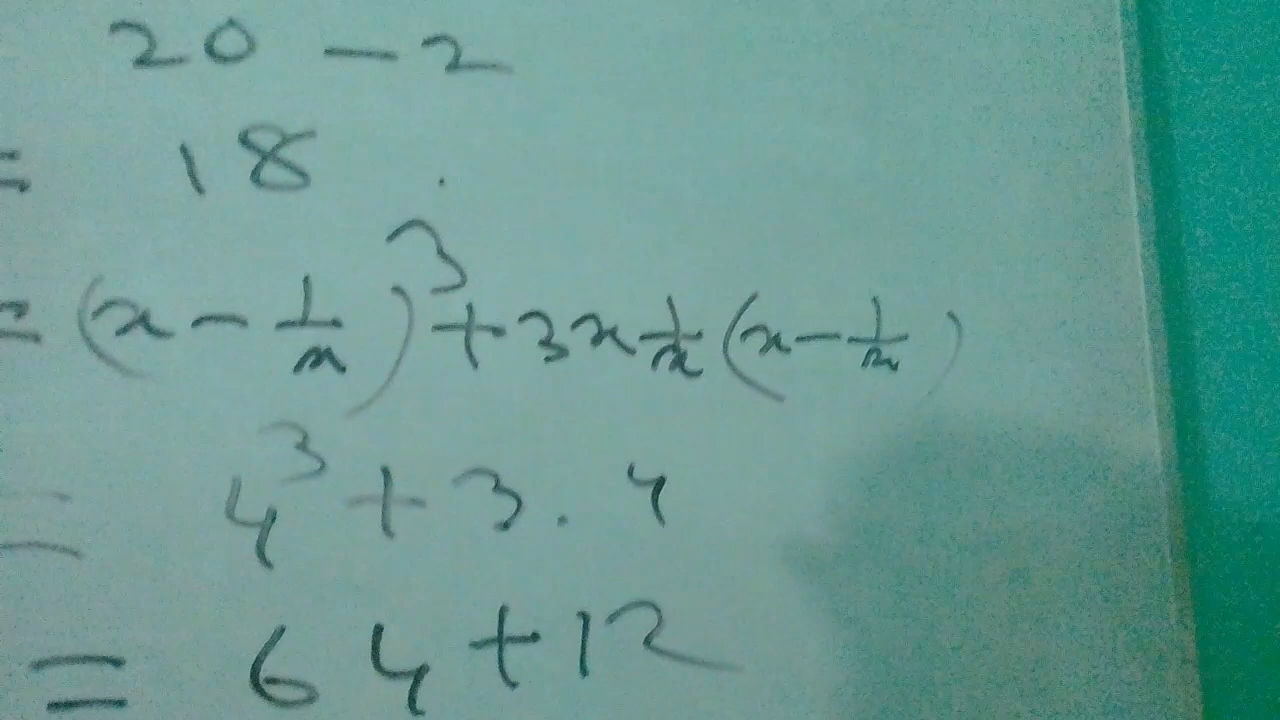 20 - 2
= 18.
= (x - 1/x)³ + 3x 1/x (x - 1/x)
= 4³ + 3.4
= 64 + 12